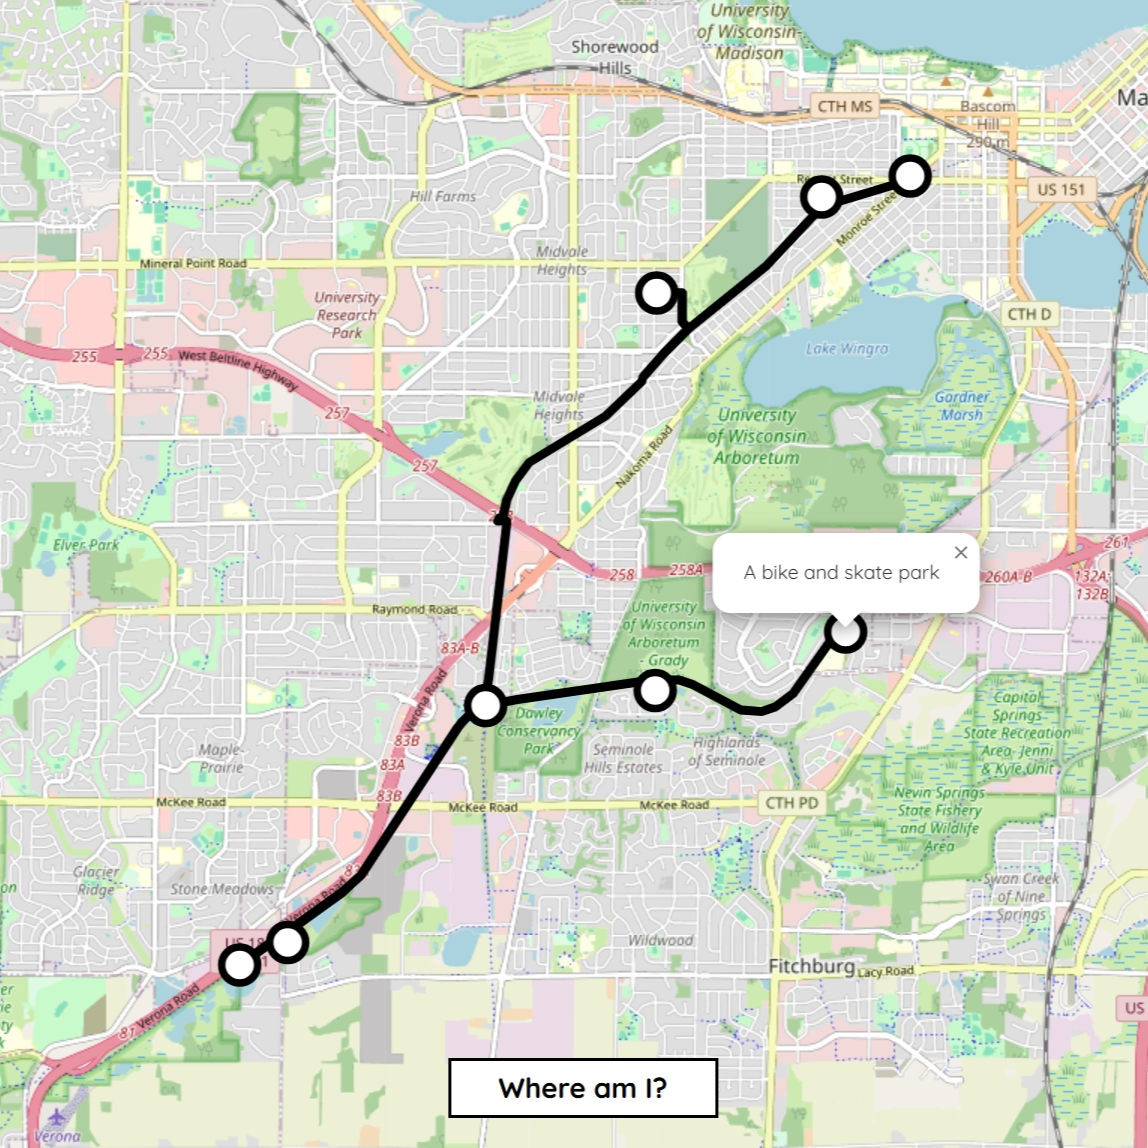 University
of Wisconsin-
Madison
Shorewood
Hills
CTH MS
Ma
Bascom
Hill
290 m
Street
US 151
Hill Farms
Monroe Street
Midvale
Heights
Mineral Point Road
University
Research
Park
CTH D
255
255
West Beltline Highway
Lake Wingra
257
Midvale
Heights
Gardner
Marsh
University
of Wisconsin
Arboretum
Nakoma Road
257
258
258A
Elver Park
A bike and skate park
×
261
260A-B
132A;
132B
Raymond Road
University
of Wisconsin
Arboretum
- Grady
83A-B
Verona Road
Dawley
Conservancy
Park
Capital
Springs
State Recreation
Area- Jenni
& Kyle Unit
83B
83A
83B
Maple-
Prairie
Seminole
Hills Estates
Highlands
of Seminole
McKee Road
McKee Road
McKee Road
CTH PD
Nevin Springs
State Fishery
and Wildlife
Area
Glacier
Ridge
Stone Meadows
Verona Road
Swan Creek
of Nine
Springs
US 18
Wildwood
Fitchburg
Lacy Road
81
Verona Road
US
Where am I?
Verona